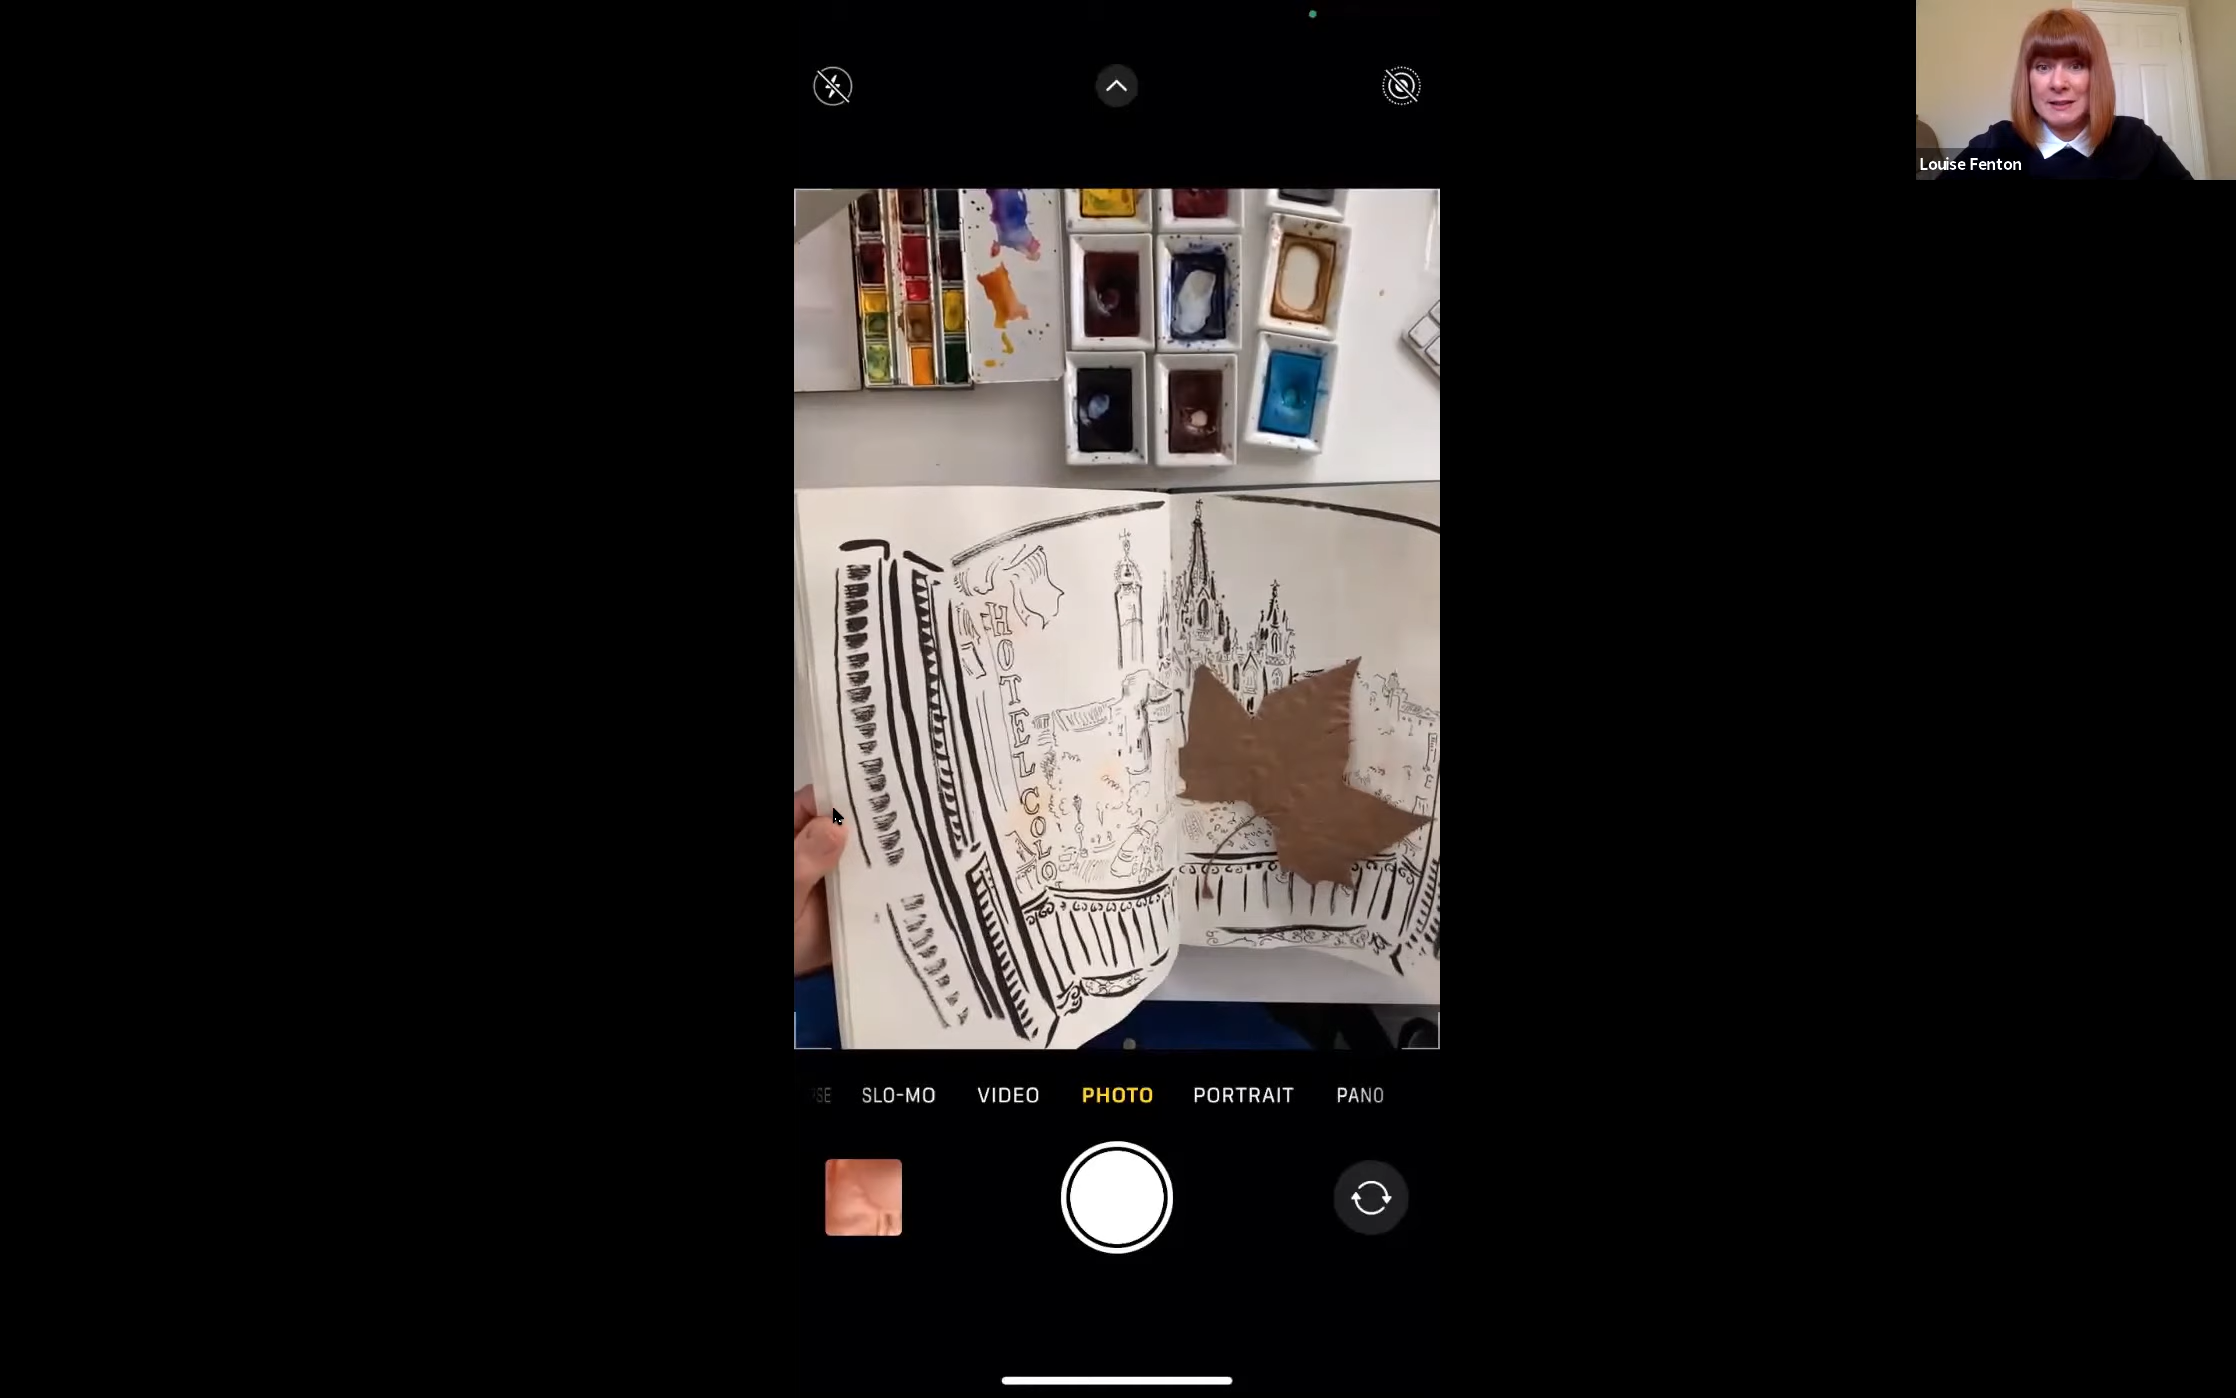 Louise Fenton
HOTEL COLO
SLO-MO VIDEO PHOTO PORTRAIT PANO